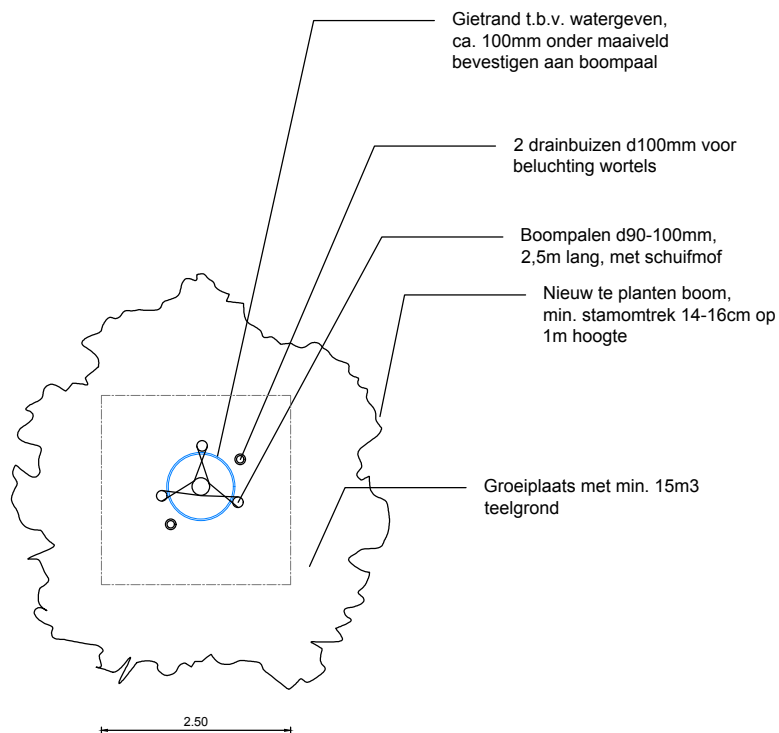 Gietrand t.b.v. watergeven,
ca. 100mm onder maaiveld
bevestigen aan boompaal
2 drainbuizen d100mm voor
beluchting wortels
Boompalen d90-100mm,
2,5m lang, met schuifmof
Nieuw te planten boom,
min. stamomtrek 14-16cm op
1m hoogte
Groeiplaats met min. 15m3
teelgrond
2.50